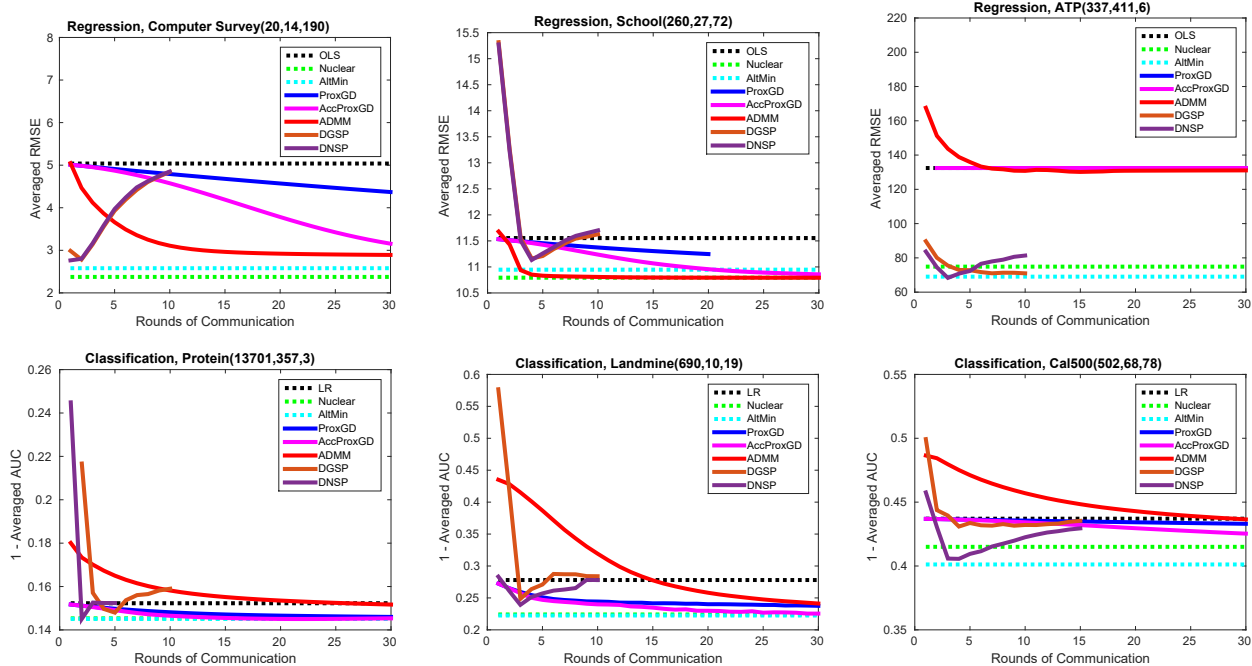 Regression, Computer Survey(20,14,190)
8
7
6
5
4
3
2
0
5
10
15
20
25
30
Averaged RMSE
Rounds of Communication
OLS
Nuclear
AltMin
ProxGD
AccProxGD
ADMM
DGSP
DNSP
Regression, School(260,27,72)
15.5
15
14.5
14
13.5
13
12.5
12
11.5
11
10.5
0
5
10
15
20
25
30
Averaged RMSE
Rounds of Communication
OLS
Nuclear
AltMin
ProxGD
AccProxGD
ADMM
DGSP
DNSP
Regression, ATP(337,411,6)
220
200
180
160
140
120
100
80
60
0
5
10
15
20
25
30
Averaged RMSE
Rounds of Communication
OLS
Nuclear
AltMin
ProxGD
AccProxGD
ADMM
DGSP
DNSP
Classification, Protein(13701,357,3)
0.26
0.24
0.22
0.2
0.18
0.16
0.14
0
5
10
15
20
25
30
1 - Averaged AUC
Rounds of Communication
LR
Nuclear
AltMin
ProxGD
AccProxGD
ADMM
DGSP
DNSP
Classification, Landmine(690,10,19)
0.6
0.55
0.5
0.45
0.4
0.35
0.3
0.25
0.2
0
5
10
15
20
25
30
1 - Averaged AUC
Rounds of Communication
LR
Nuclear
AltMin
ProxGD
AccProxGD
ADMM
DGSP
DNSP
Classification, Cal500(502,68,78)
0.55
0.5
0.45
0.4
0.35
0
5
10
15
20
25
30
1 - Averaged AUC
Rounds of Communication
LR
Nuclear
AltMin
ProxGD
AccProxGD
ADMM
DGSP
DNSP